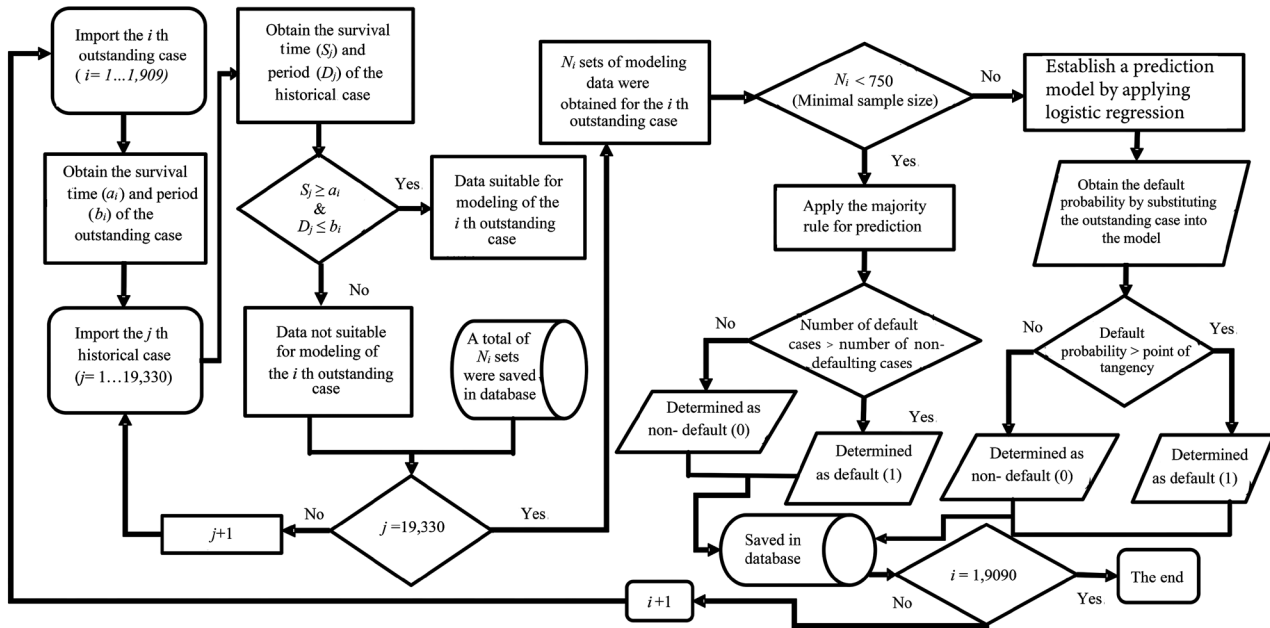 Import the i th
outstanding case
( i= 1...1,909)
Obtain the survival
time (ai) and period
(bi) of the
outstanding case
Import the j th
historical case
(j= 1...19,330)
Obtain the survival
time (Sj) and
period (Dj) of the
historical case
Sj ≥ ai
&
Dj ≤ bi
Yes.
Data suitable for
modeling of the
i th outstanding
case
No
Data not suitable
for modeling of
the i th outstanding
case
A total of
Ni sets
were saved
in database
j =19,330
No
j+1
Yes.
Ni sets of modeling
data were
obtained for the i th
outstanding case
Ni < 750
(Minimal sample size)
No
Yes.
Establish a prediction
model by applying
logistic regression
Obtain the default
probability by substituting
the outstanding case into
the model
Apply the majority
rule for prediction
Number of default
cases > number of non-
defaulting cases
No
Yes.
Determined as
non- default (0)
Determined
as default (1)
Default
probability > point of
tangency
No
Yes.
Determined as
non- default (0)
Determined
as default (1)
Saved in
database
i = 1,9090
No
Yes.
The end
i+1